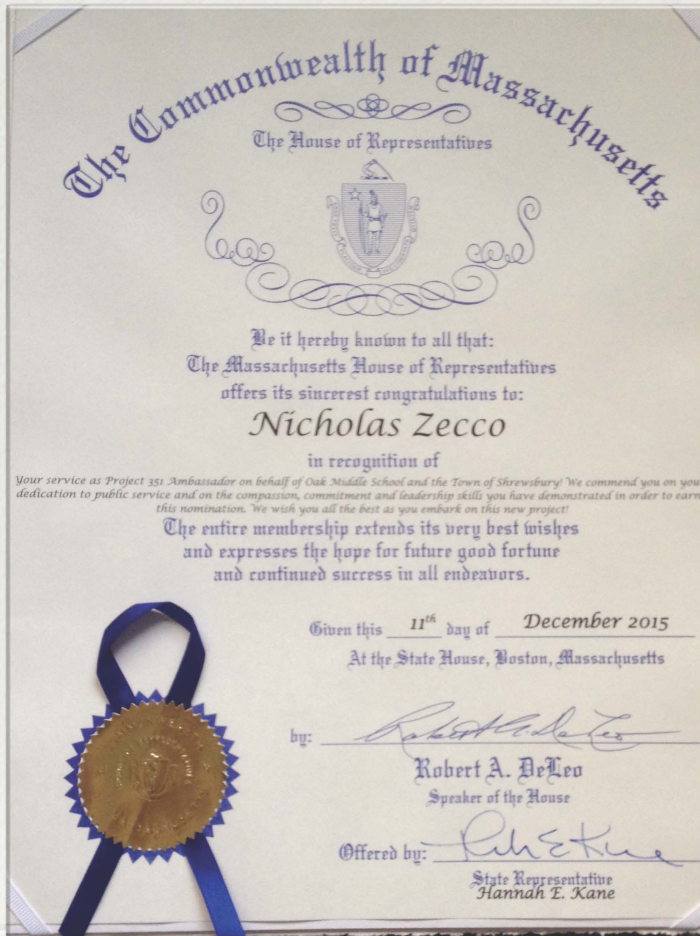 The Commonwealth of Massachusetts
The House of Representatives
Be it hereby known to all that:
The Massachusetts House of Representatives
offers its sincerest congratulations to:
Nicholas Zecco
in recognition of
Your service as Project 351 Ambassador on behalf of Oak Middle School and the Town of Shrewsbury! We commend you on you
dedication to public service and on the compassion, commitment and leadership skills you have demonstrated in order to earn
this nomination. We wish you all the best as you embark on this new project!
The entire membership extends its very best wishes
and expresses the hope for future good fortune
and continued success in all endeavors.
Given this 11th day of December 2015
At the State House, Boston, Massachusetts
by: Robert A. DeLeo
Robert A. DeLeo
Speaker of the House
Offered by:
State Representative
Hannah E. Kane